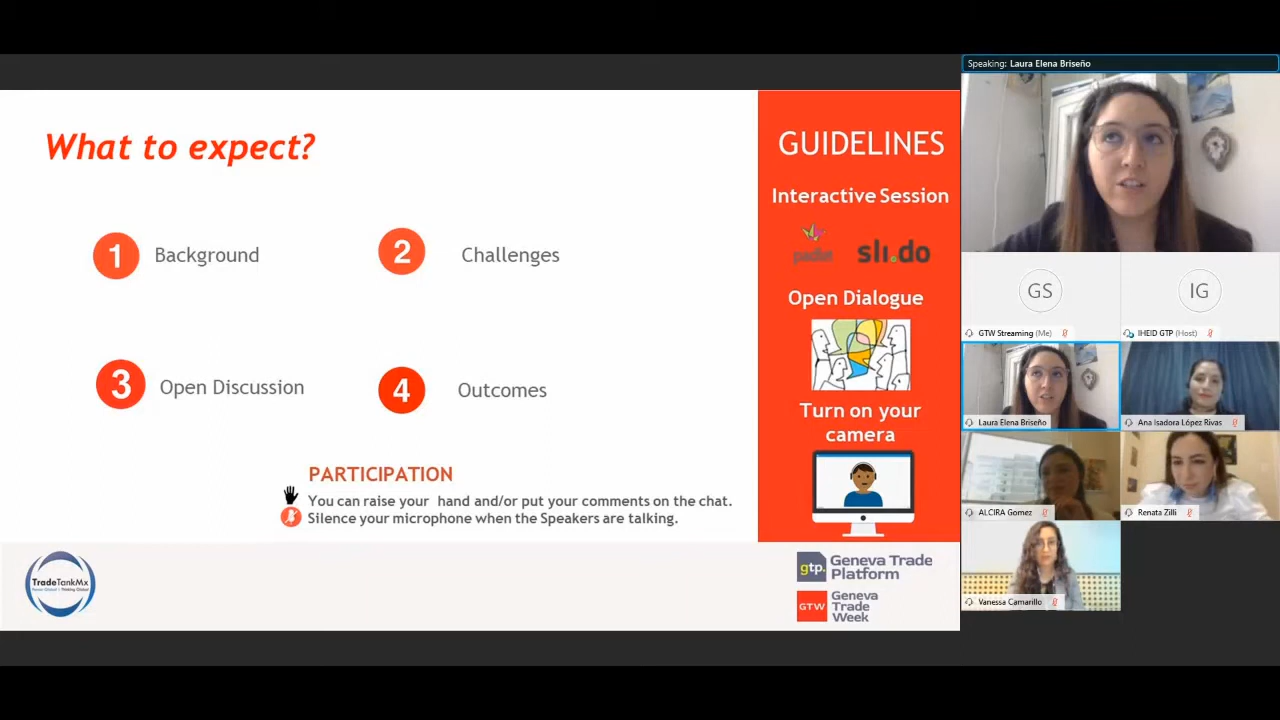 Speaking: Laura Elena Briseño
What to expect?
1 Background
2 Challenges
3 Open Discussion
4 Outcomes
PARTICIPATION
You can raise your hand and/or put your comments on the chat.
Silence your microphone when the Speakers are talking.
TradeTankMx
gtp. Geneva Trade
Platform
GTW Geneva
Trade
Week
GUIDELINES
Interactive Session
padlet sli.do
Open Dialogue
Turn on your
camera
GS
IG
GTW Streaming (Me)
IHEID GTP (Host)
Laura Elena Briseño
Ana Isadora López Rivas
ALCIRA Gomez
Renata Zilli
Vanessa Camarillo